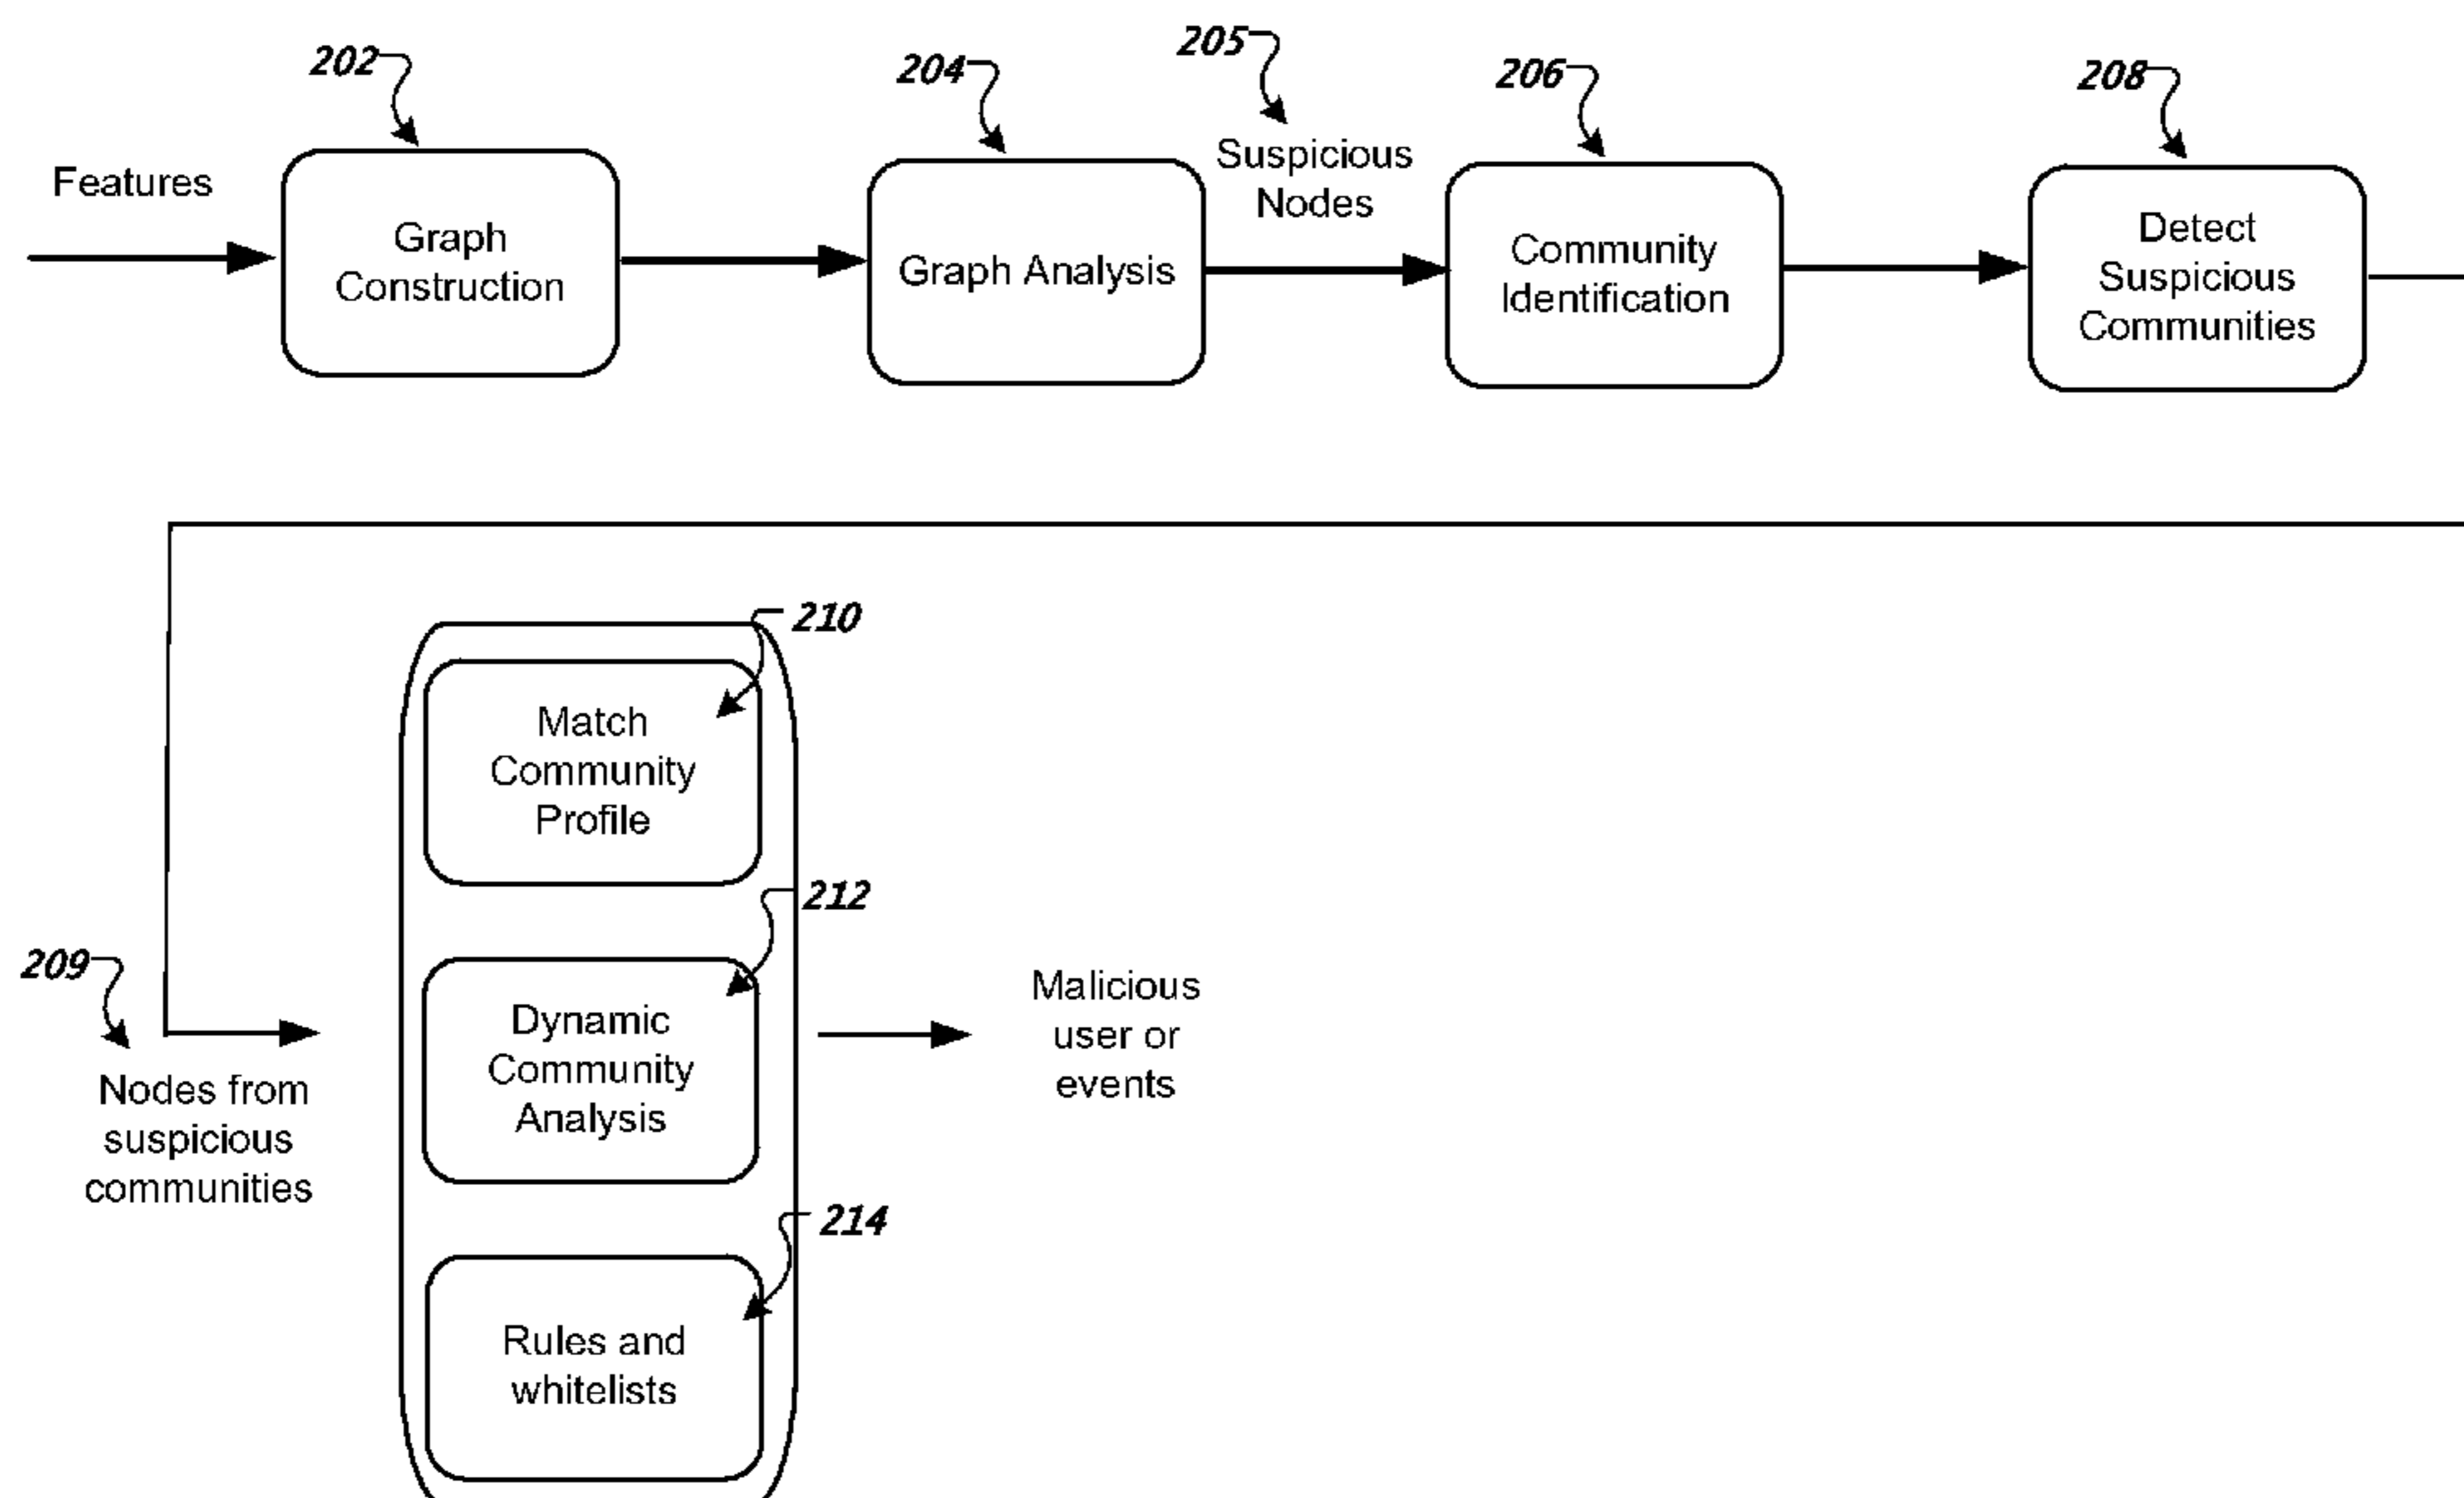 202
204
205
206
208
Features
Graph
Construction
Graph Analysis
Suspicious
Nodes
Community
Identification
Detect
Suspicious
Communities
210
Match
Community
Profile
212
209
Nodes from
suspicious
communities
Dynamic
Community
Analysis
Malicious
user or
events
214
Rules and
whitelists